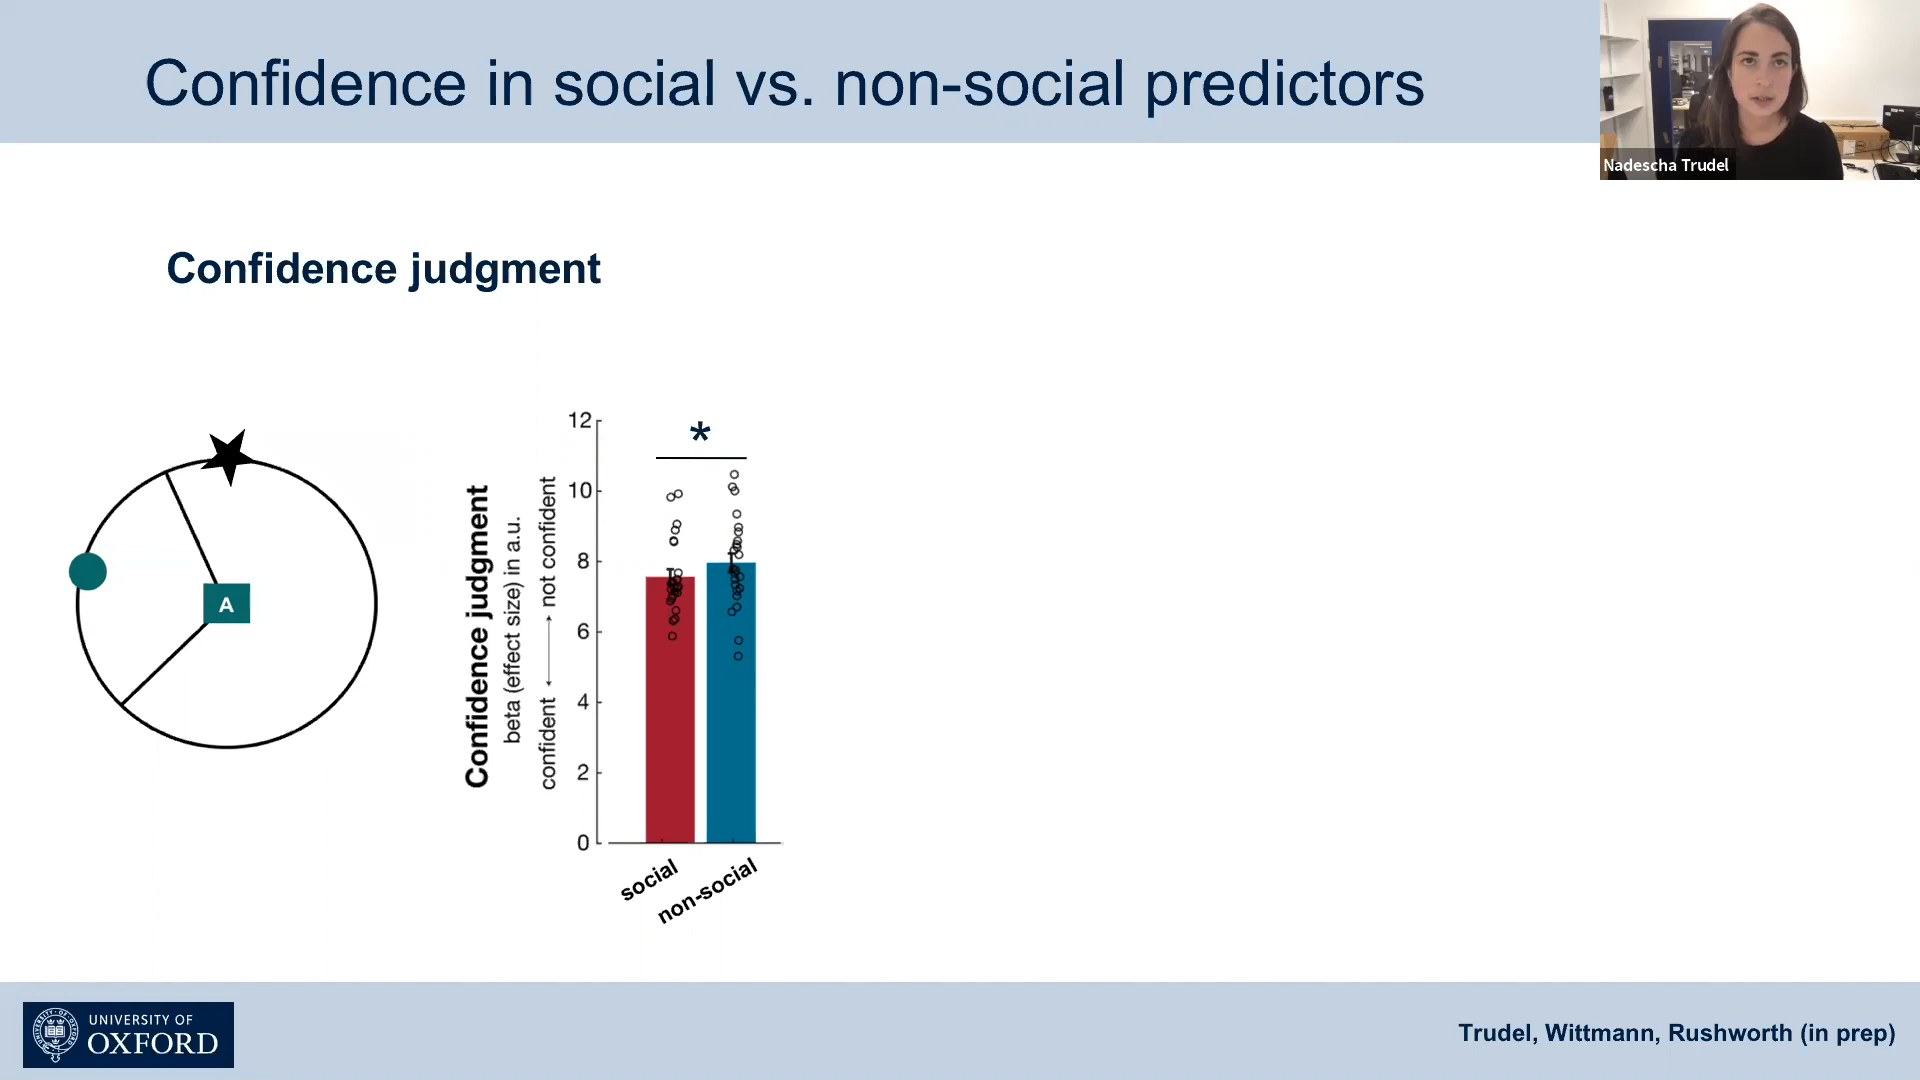 Confidence in social vs. non-social predictors
Nadescha Trudel
Confidence judgment
A
Confidence judgment
beta (effect size) in a.u.
confident ⟷ not confident
12
10
8
6
4
2
0
*
social
non-social
UNIVERSITY OF
OXFORD
Trudel, Wittmann, Rushworth (in prep)